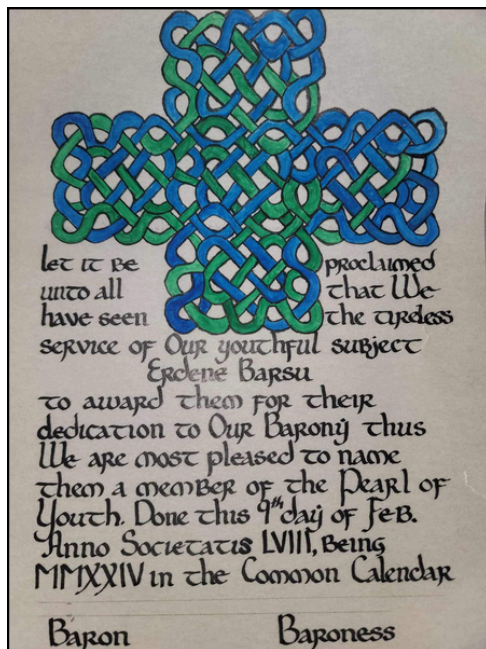 let it be proclaimed
unto all that We
have seen the tireless
service of Our youthful subject
Erdene Barsu
to award them for their
dedication to Our Barony thus
We are most pleased to name
them a member of the Pearl of
Youth. Done this 9th day of Feb.
Anno Societatis LVIII, Being
MMXXIV in the Common Calendar
Baron Baroness